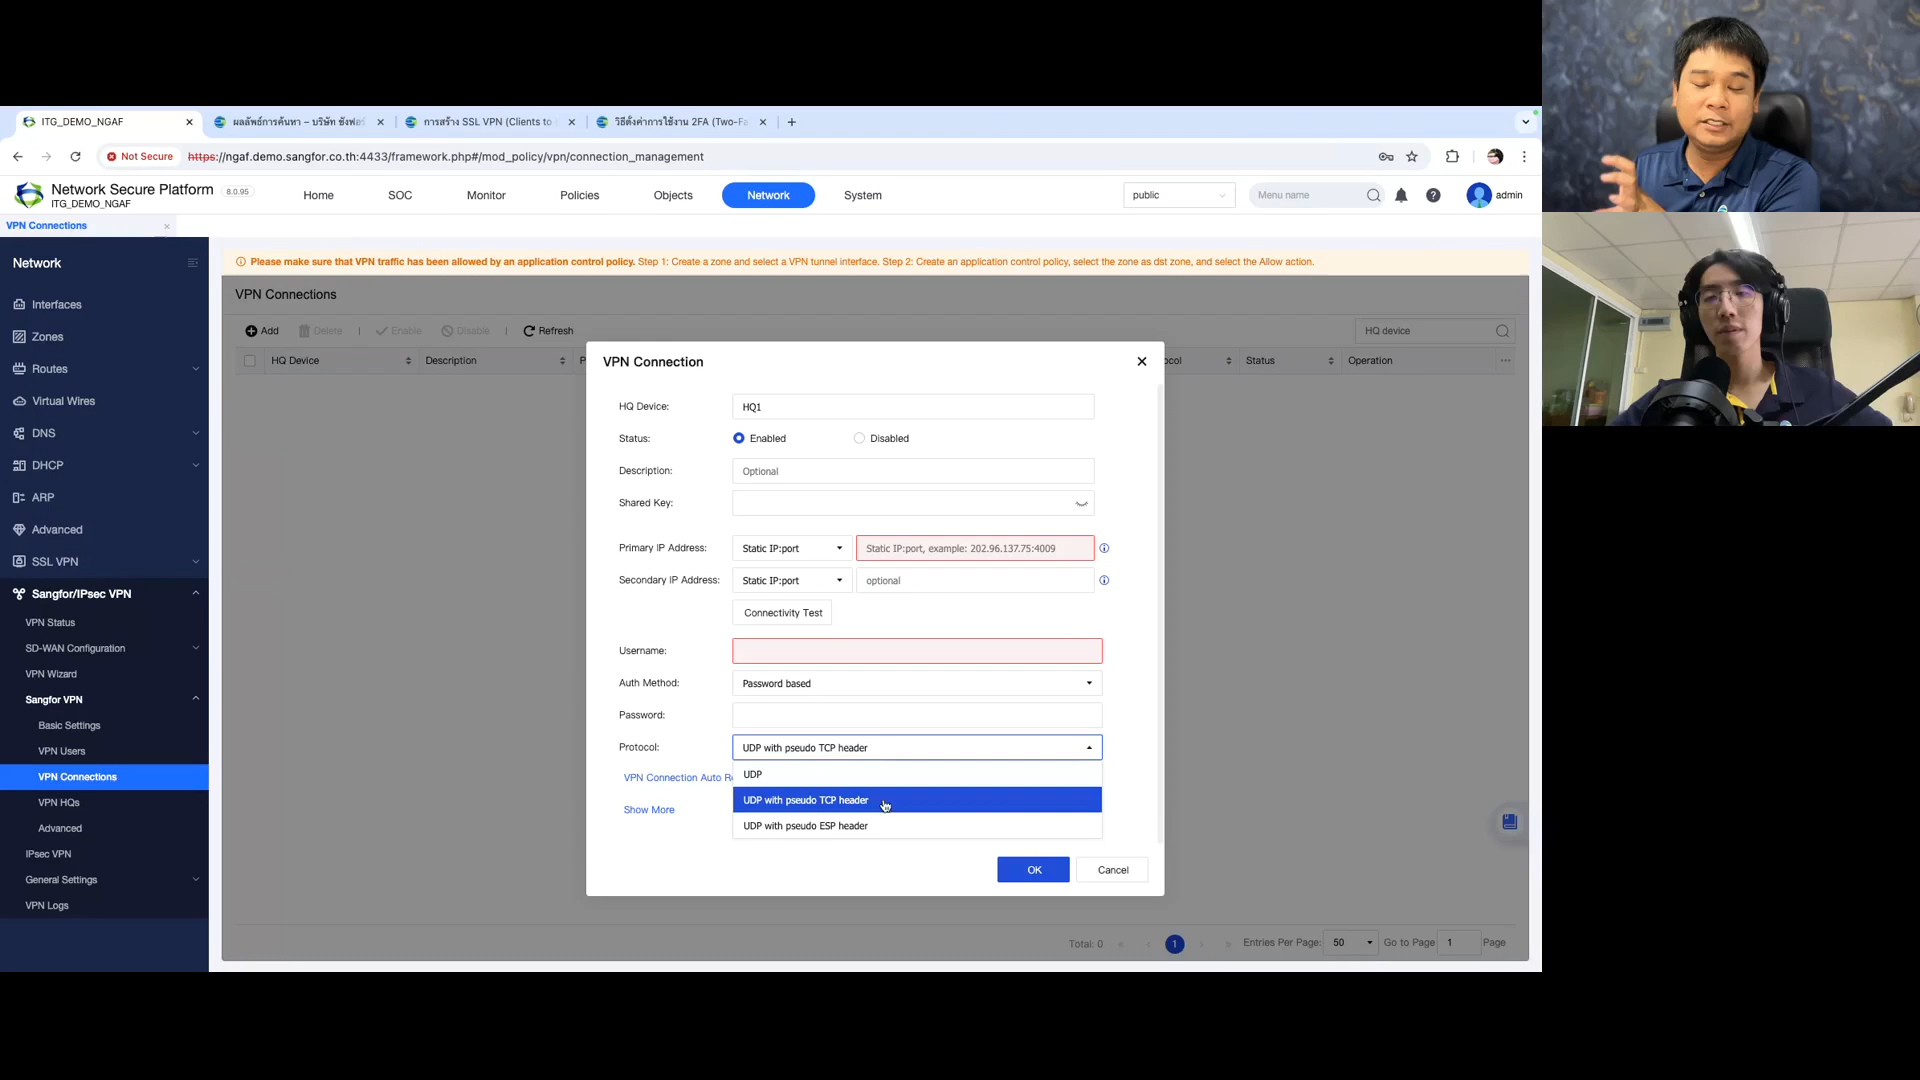 ITG_DEMO_NGAF
ผลลัพธ์การค้นหา – บริษัท ซังฟอร์
การสร้าง SSL VPN (Clients to
วิธีตั้งค่าการใช้งาน 2FA (Two-Fa
Not Secure
https://ngaf.demo.sangfor.co.th:4433/framework.php#/mod_policy/vpn/connection_management
Network Secure Platform 8.0.95
ITG_DEMO_NGAF
Home
SOC
Monitor
Policies
Objects
Network
System
public
Menu name
admin
VPN Connections
Network
Interfaces
Zones
Routes
Virtual Wires
DNS
DHCP
ARP
Advanced
SSL VPN
Sangfor/IPsec VPN
VPN Status
SD-WAN Configuration
VPN Wizard
Sangfor VPN
Basic Settings
VPN Users
VPN Connections
VPN HQs
Advanced
IPsec VPN
General Settings
VPN Logs
Please make sure that VPN traffic has been allowed by an application control policy. Step 1: Create a zone and select a VPN tunnel interface. Step 2: Create an application control policy, select the zone as dst zone, and select the Allow action.
VPN Connections
Add
Delete
Enable
Disable
Refresh
HQ device
HQ Device
Description
P
ocol
Status
Operation
VPN Connection
HQ Device: HQ1
Status: Enabled Disabled
Description: Optional
Shared Key:
Primary IP Address: Static IP:port Static IP:port, example: 202.96.137.75:4009
Secondary IP Address: Static IP:port optional
Connectivity Test
Username:
Auth Method: Password based
Password:
Protocol: UDP with pseudo TCP header
UDP
VPN Connection Auto Re
UDP with pseudo TCP header
Show More
UDP with pseudo ESP header
OK
Cancel
Total: 0
1
Entries Per Page: 50
Go to Page 1 Page